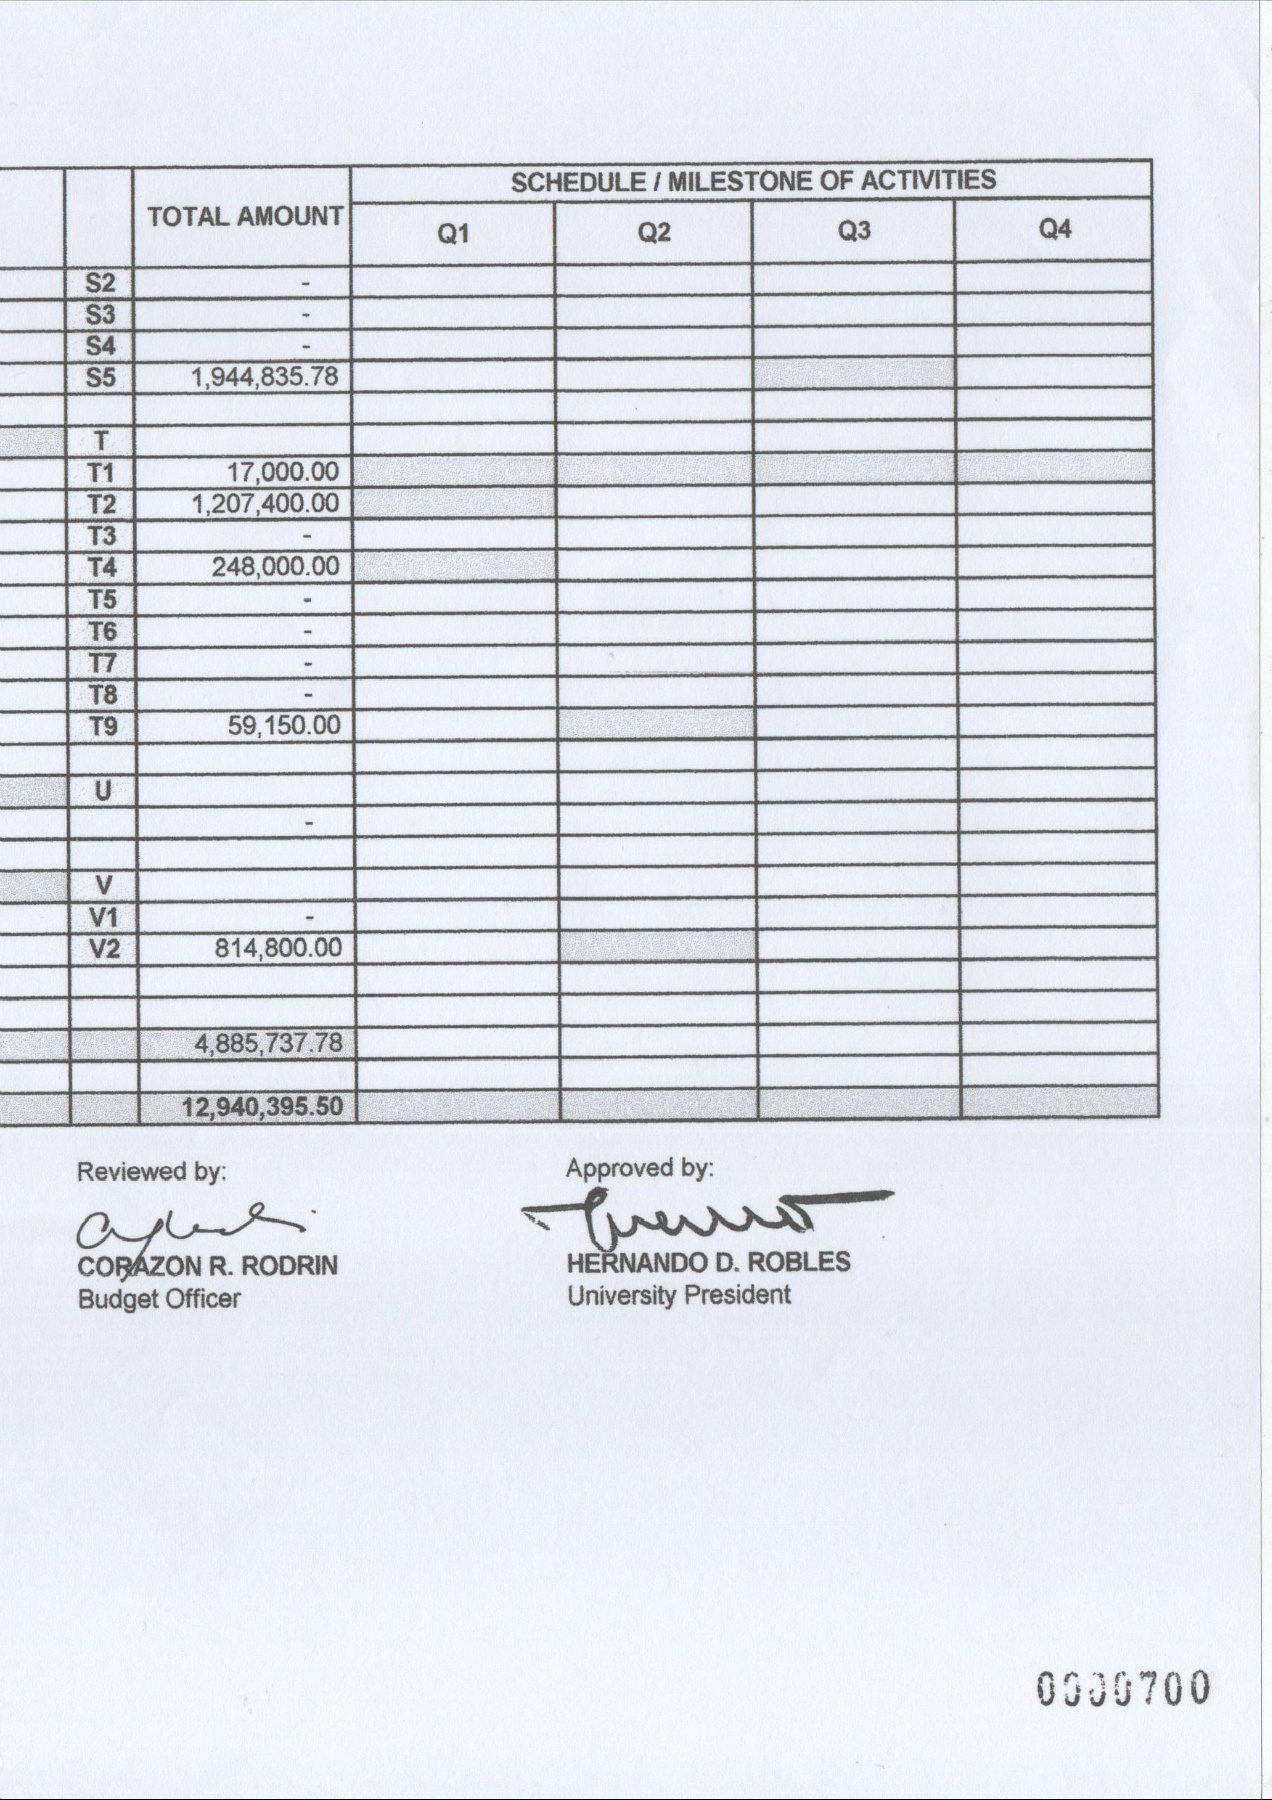 TOTAL AMOUNT
SCHEDULE / MILESTONE OF ACTIVITIES
Q1 Q2 Q3 Q4
S2 -
S3 -
S4 -
S5 1,944,835.78
T
T1 17,000.00
T2 1,207,400.00
T3 -
T4 248,000.00
T5 -
T6 -
T7 -
T8 -
T9 59,150.00
U
-
V
V1 -
V2 814,800.00
4,885,737.78
12,940,395.50
Reviewed by: Approved by:
CORAZON R. RODRIN HERNANDO D. ROBLES
Budget Officer University President
0000700